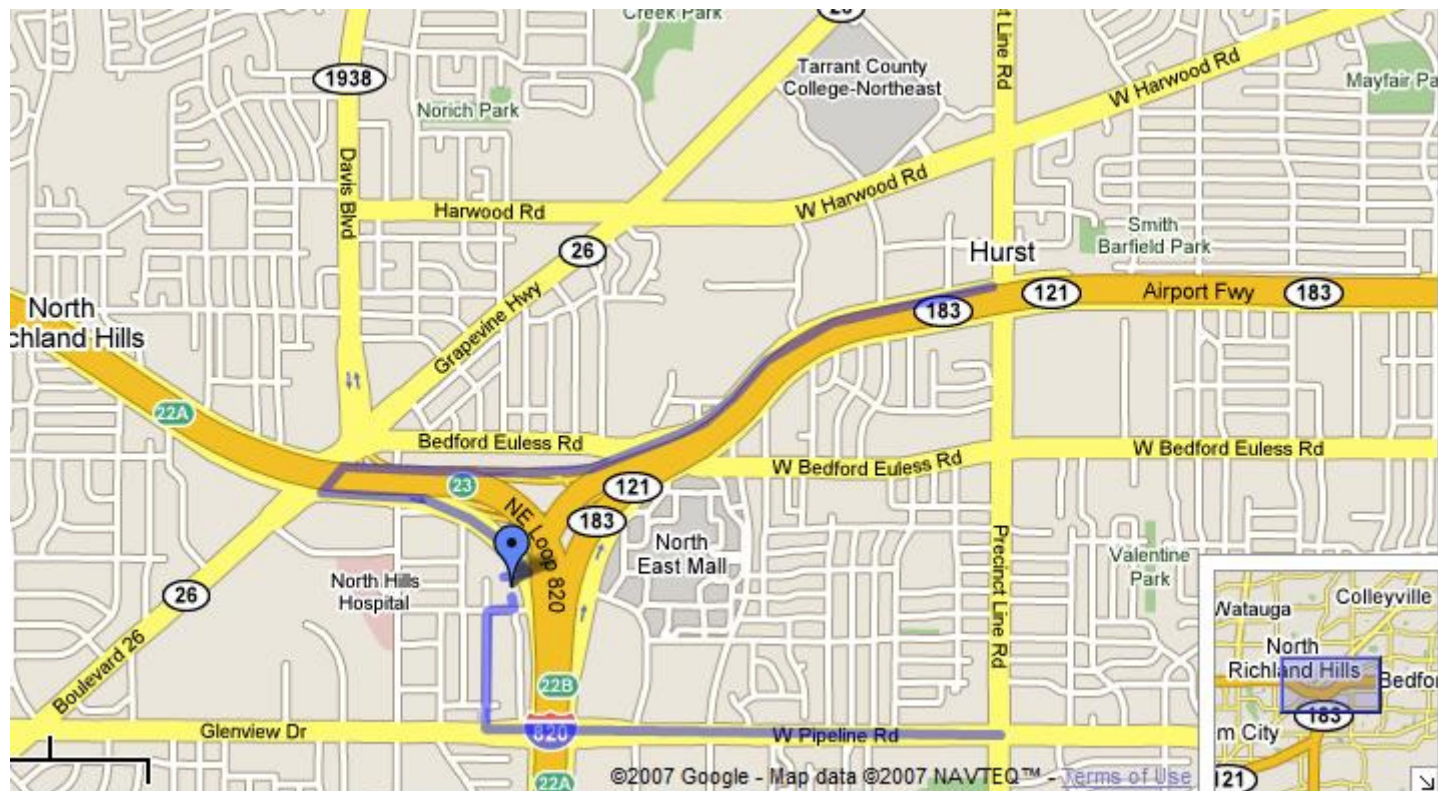 Creek Park
26
1938
Tarrant County
College-Northeast
t Line Rd
W Harwood Rd
Mayfair Pa
Norich Park
Davis Blvd
Harwood Rd
W Harwood Rd
Smith
Barfield Park
26
Hurst
North
chland Hills
Grapevine Hwy
183
121
Airport Fwy
183
22A
Bedford Euless Rd
W Bedford Euless Rd
W Bedford Euless Rd
23
121
NE Loop 820
183
North
East Mall
Precinct Line Rd
Valentine
Park
North Hills
Hospital
26
Boulevard 26
22B
Glenview Dr
820
W Pipeline Rd
22A
©2007 Google - Map data ©2007 NAVTEQ™ - Terms of Use
Watauga
Colleyville
North
Richland Hills
Bedfor
183
m City
121